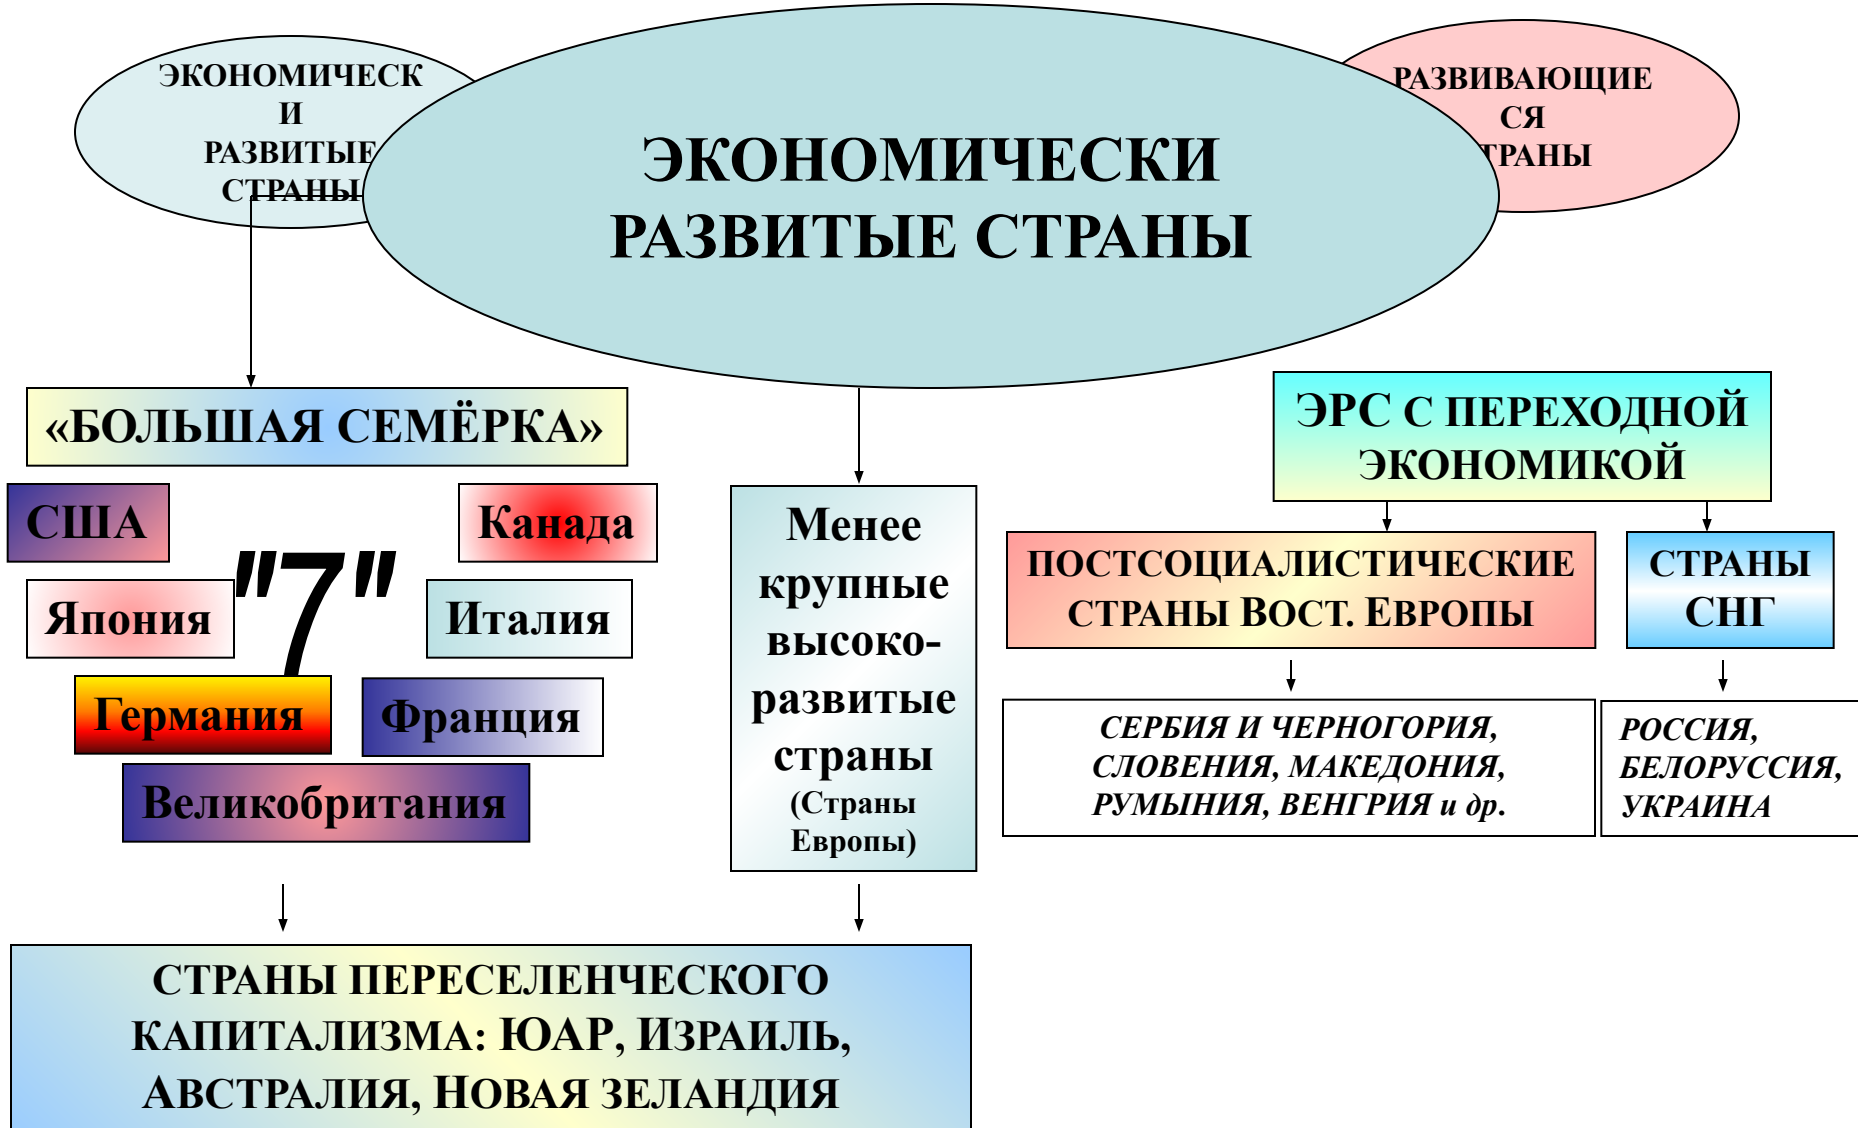 ЭКОНОМИЧЕСК
И
РАЗВИТЫЕ
СТРАНЫ
ЭКОНОМИЧЕСКИ
РАЗВИТЫЕ СТРАНЫ
РАЗВИВАЮЩИЕ
СЯ
ТРАНЫ
«БОЛЬШАЯ СЕМЁРКА»
США
Канада
"7"
Япония
Италия
Германия
Франция
Великобритания
Менее
крупные
высоко-
развитые
страны
(Страны
Европы)
ЭРС С ПЕРЕХОДНОЙ
ЭКОНОМИКОЙ
ПОСТСОЦИАЛИСТИЧЕСКИЕ
СТРАНЫ ВОСТ. ЕВРОПЫ
СТРАНЫ
СНГ
СЕРБИЯ И ЧЕРНОГОРИЯ,
СЛОВЕНИЯ, МАКЕДОНИЯ,
РУМЫНИЯ, ВЕНГРИЯ и др.
РОССИЯ,
БЕЛОРУССИЯ,
УКРАИНА
СТРАНЫ ПЕРЕСЕЛЕНЧЕСКОГО
КАПИТАЛИЗМА: ЮАР, ИЗРАИЛЬ,
АВСТРАЛИЯ, НОВАЯ ЗЕЛАНДИЯ